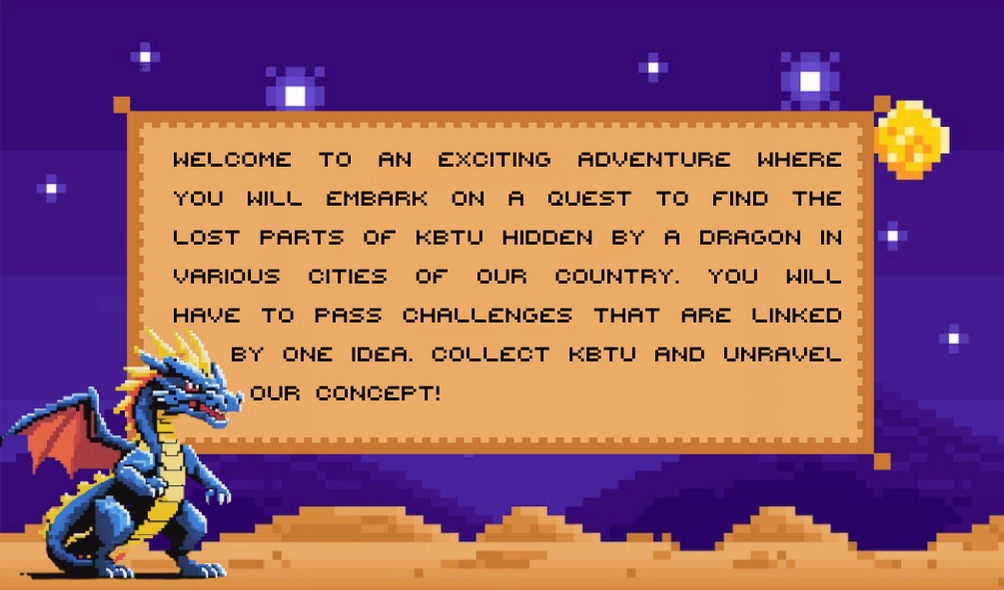 WELCOME TO AN EXCITING ADVENTURE WHERE
YOU WILL EMBARK ON A QUEST TO FIND THE
LOST PARTS OF KBTU HIDDEN BY A DRAGON IN
VARIOUS CITIES OF OUR COUNTRY. YOU WILL
HAVE TO PASS CHALLENGES THAT ARE LINKED
BY ONE IDEA. COLLECT KBTU AND UNRAVEL
OUR CONCEPT!